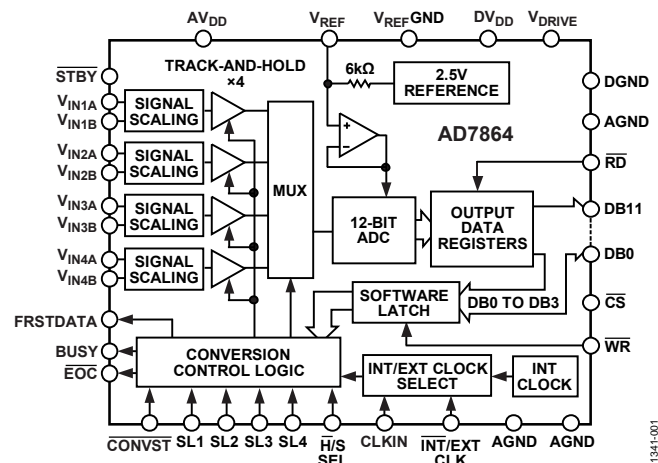 AVDD
VREF
VREFGND
DVDD
VDRIVE
STBY
TRACK-AND-HOLD
×4
6kΩ
2.5V
REFERENCE
DGND
VIN1A
VIN1B
SIGNAL
SCALING
AGND
AD7864
VIN2A
VIN2B
SIGNAL
SCALING
+
−
RD
MUX
VIN3A
VIN3B
SIGNAL
SCALING
12-BIT
ADC
OUTPUT
DATA
REGISTERS
DB11
DB0
VIN4A
VIN4B
SIGNAL
SCALING
SOFTWARE
LATCH
DB0 TO DB3
CS
FRSTDATA
WR
BUSY
EOC
CONVERSION
CONTROL LOGIC
INT/EXT CLOCK
SELECT
INT
CLOCK
CONVST
SL1
SL2
SL3
SL4
H/S
SEL
CLKIN
INT/EXT
CLK
AGND
AGND
1341-001